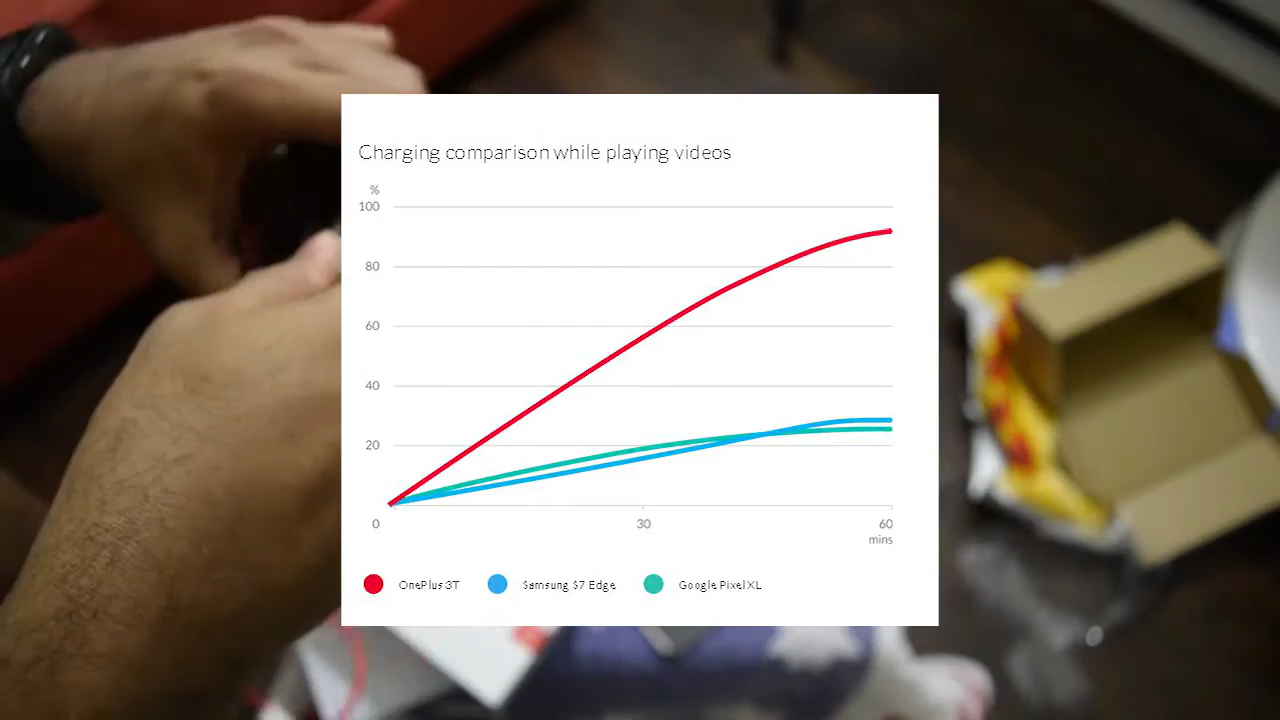 Charging comparison while playing videos
%
100
80
60
40
20
0 30 60
mins
OnePlus 3T Samsung S7 Edge Google Pixel XL